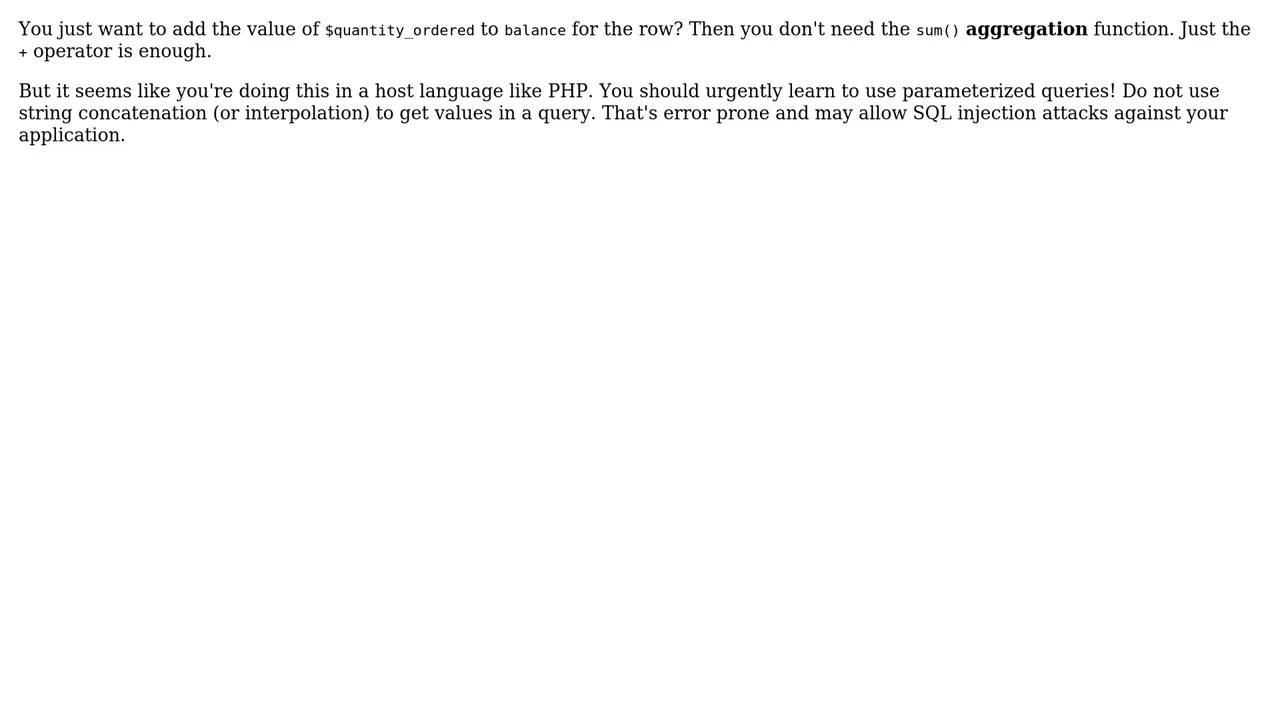 You just want to add the value of $quantity_ordered to balance for the row? Then you don't need the sum() aggregation function. Just the
+ operator is enough.
But it seems like you're doing this in a host language like PHP. You should urgently learn to use parameterized queries! Do not use
string concatenation (or interpolation) to get values in a query. That's error prone and may allow SQL injection attacks against your
application.